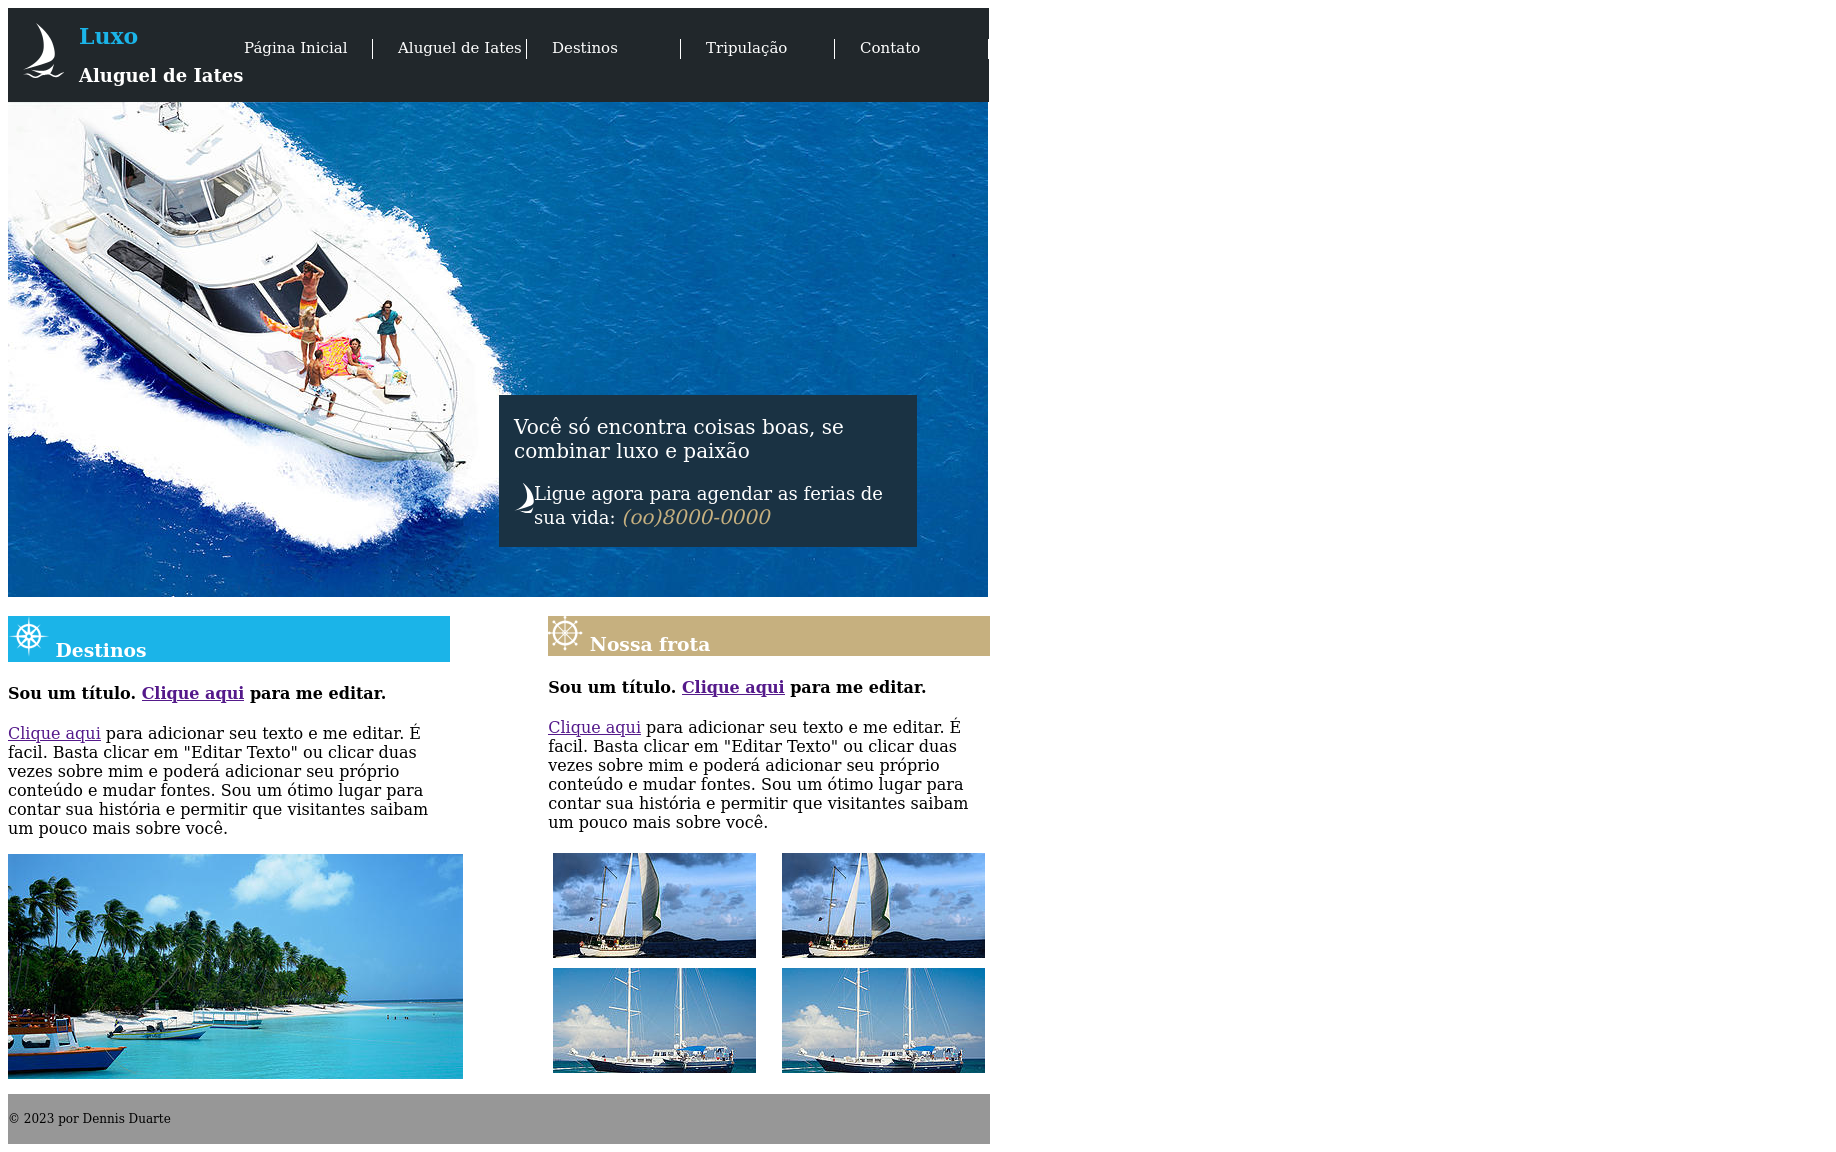 Luxo
Aluguel de Iates
Página Inicial
Aluguel de Iates
Destinos
Tripulação
Contato
Você só encontra coisas boas, se
combinar luxo e paixão
Ligue agora para agendar as ferias de
sua vida: (oo)8000-0000
Destinos
Sou um título. Clique aqui para me editar.
Clique aqui para adicionar seu texto e me editar. É
facil. Basta clicar em "Editar Texto" ou clicar duas
vezes sobre mim e poderá adicionar seu próprio
conteúdo e mudar fontes. Sou um ótimo lugar para
contar sua história e permitir que visitantes saibam
um pouco mais sobre você.
Nossa frota
Sou um título. Clique aqui para me editar.
Clique aqui para adicionar seu texto e me editar. É
facil. Basta clicar em "Editar Texto" ou clicar duas
vezes sobre mim e poderá adicionar seu próprio
conteúdo e mudar fontes. Sou um ótimo lugar para
contar sua história e permitir que visitantes saibam
um pouco mais sobre você.
© 2023 por Dennis Duarte